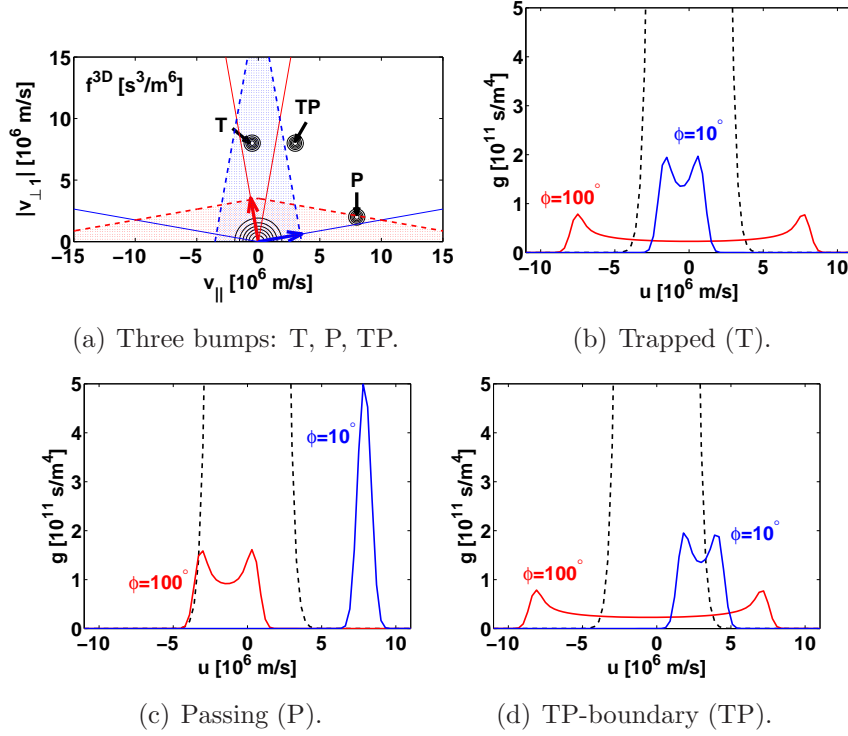 f^3D [s^3/m^6]
T
TP
P
|v_⊥1| [10^6 m/s]
15
10
5
0
−15 −10 −5 0 5 10 15
v_|| [10^6 m/s]
(a) Three bumps: T, P, TP.
g [10^11 s/m^4]
5
4
3
2
1
0
ϕ=10°
ϕ=100°
−10 −5 0 5 10
u [10^6 m/s]
(b) Trapped (T).
g [10^11 s/m^4]
5
4
3
2
1
0
ϕ=10°
ϕ=100°
−10 −5 0 5 10
u [10^6 m/s]
(c) Passing (P).
g [10^11 s/m^4]
5
4
3
2
1
0
ϕ=10°
ϕ=100°
−10 −5 0 5 10
u [10^6 m/s]
(d) TP-boundary (TP).